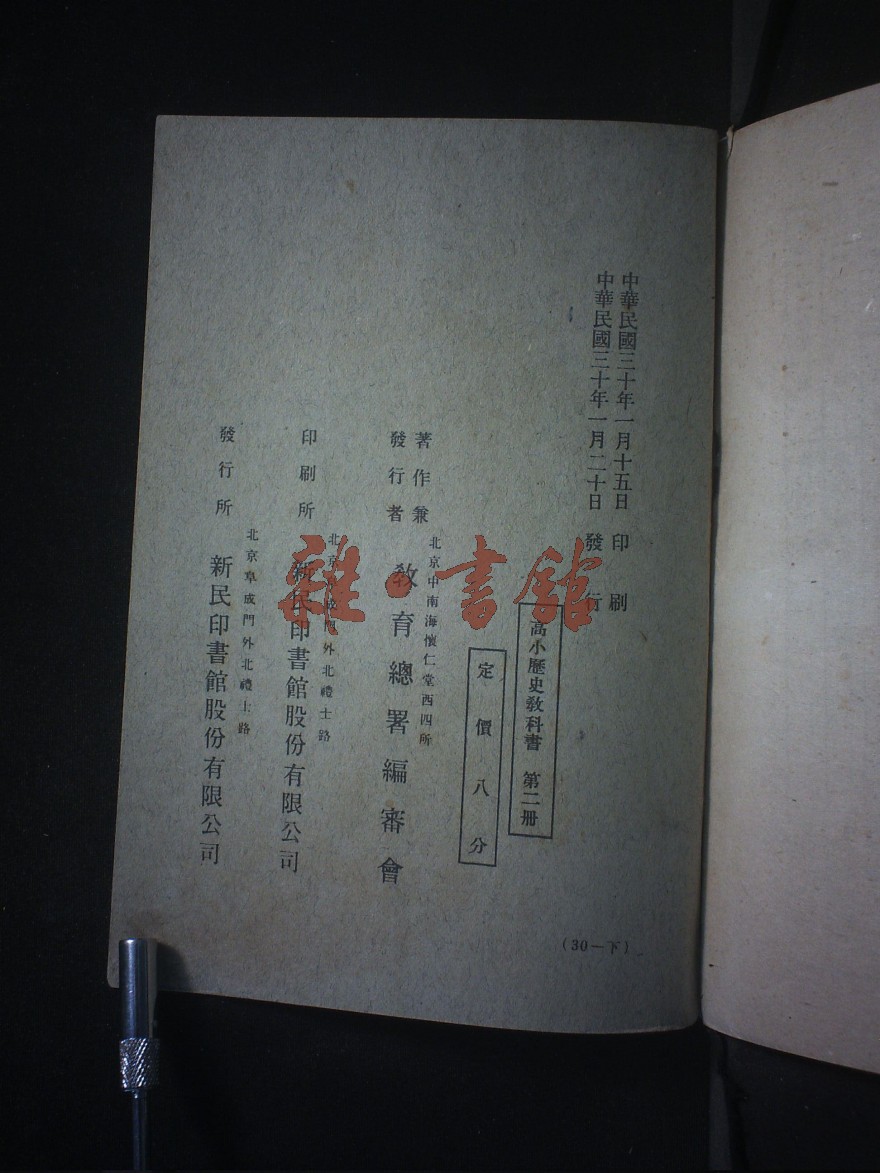 中華民國三十年一月十五日 印刷
中華民國三十年一月二十日 發行
高小歷史教科書 第二冊
定價八分
北京中南海懷仁堂西四所
著作兼
發行者 教育總署編審會
北京阜成門外北禮士路
印刷所 新民印書館股份有限公司
北京阜成門外北禮士路
發行所 新民印書館股份有限公司
(30—下)
雜·書館